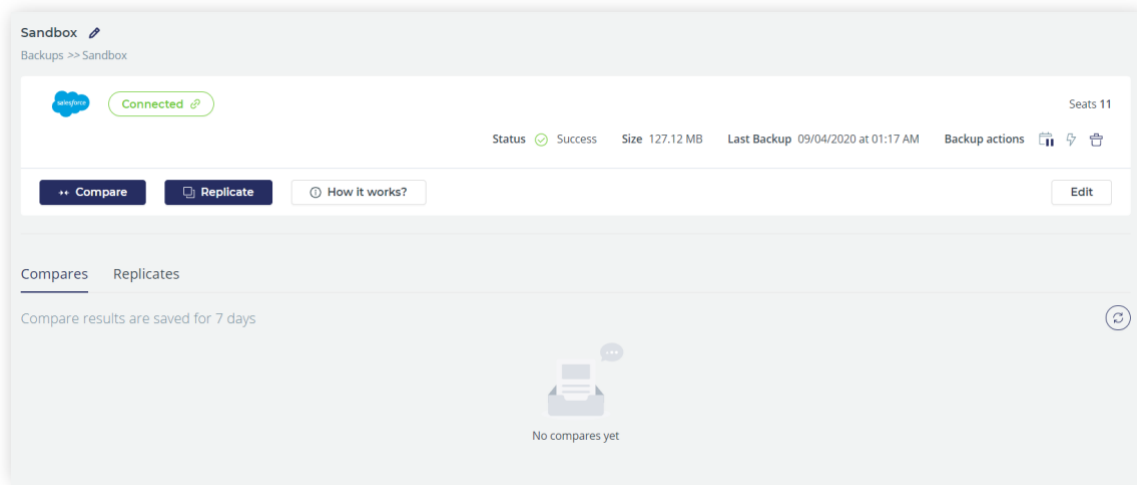 Sandbox
Backups >> Sandbox
salesforce Connected Seats 11
Status Success Size 127.12 MB Last Backup 09/04/2020 at 01:17 AM Backup actions
Compare Replicate How it works? Edit
Compares Replicates
Compare results are saved for 7 days
No compares yet